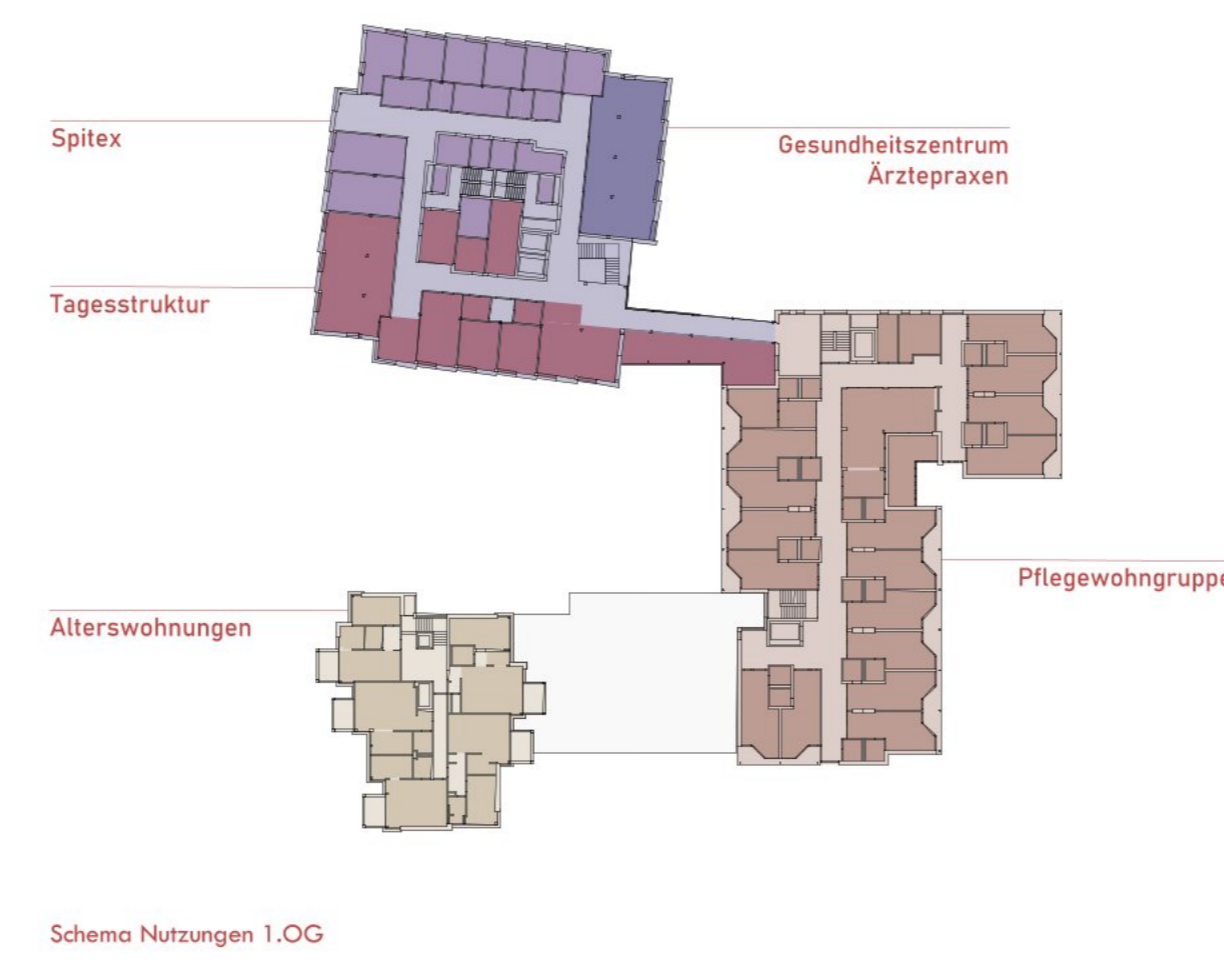 Spitex
Gesundheitszentrum
Ärztepraxen
Tagesstruktur
Pflegewohngruppe
Alterswohnungen
Schema Nutzungen 1.OG